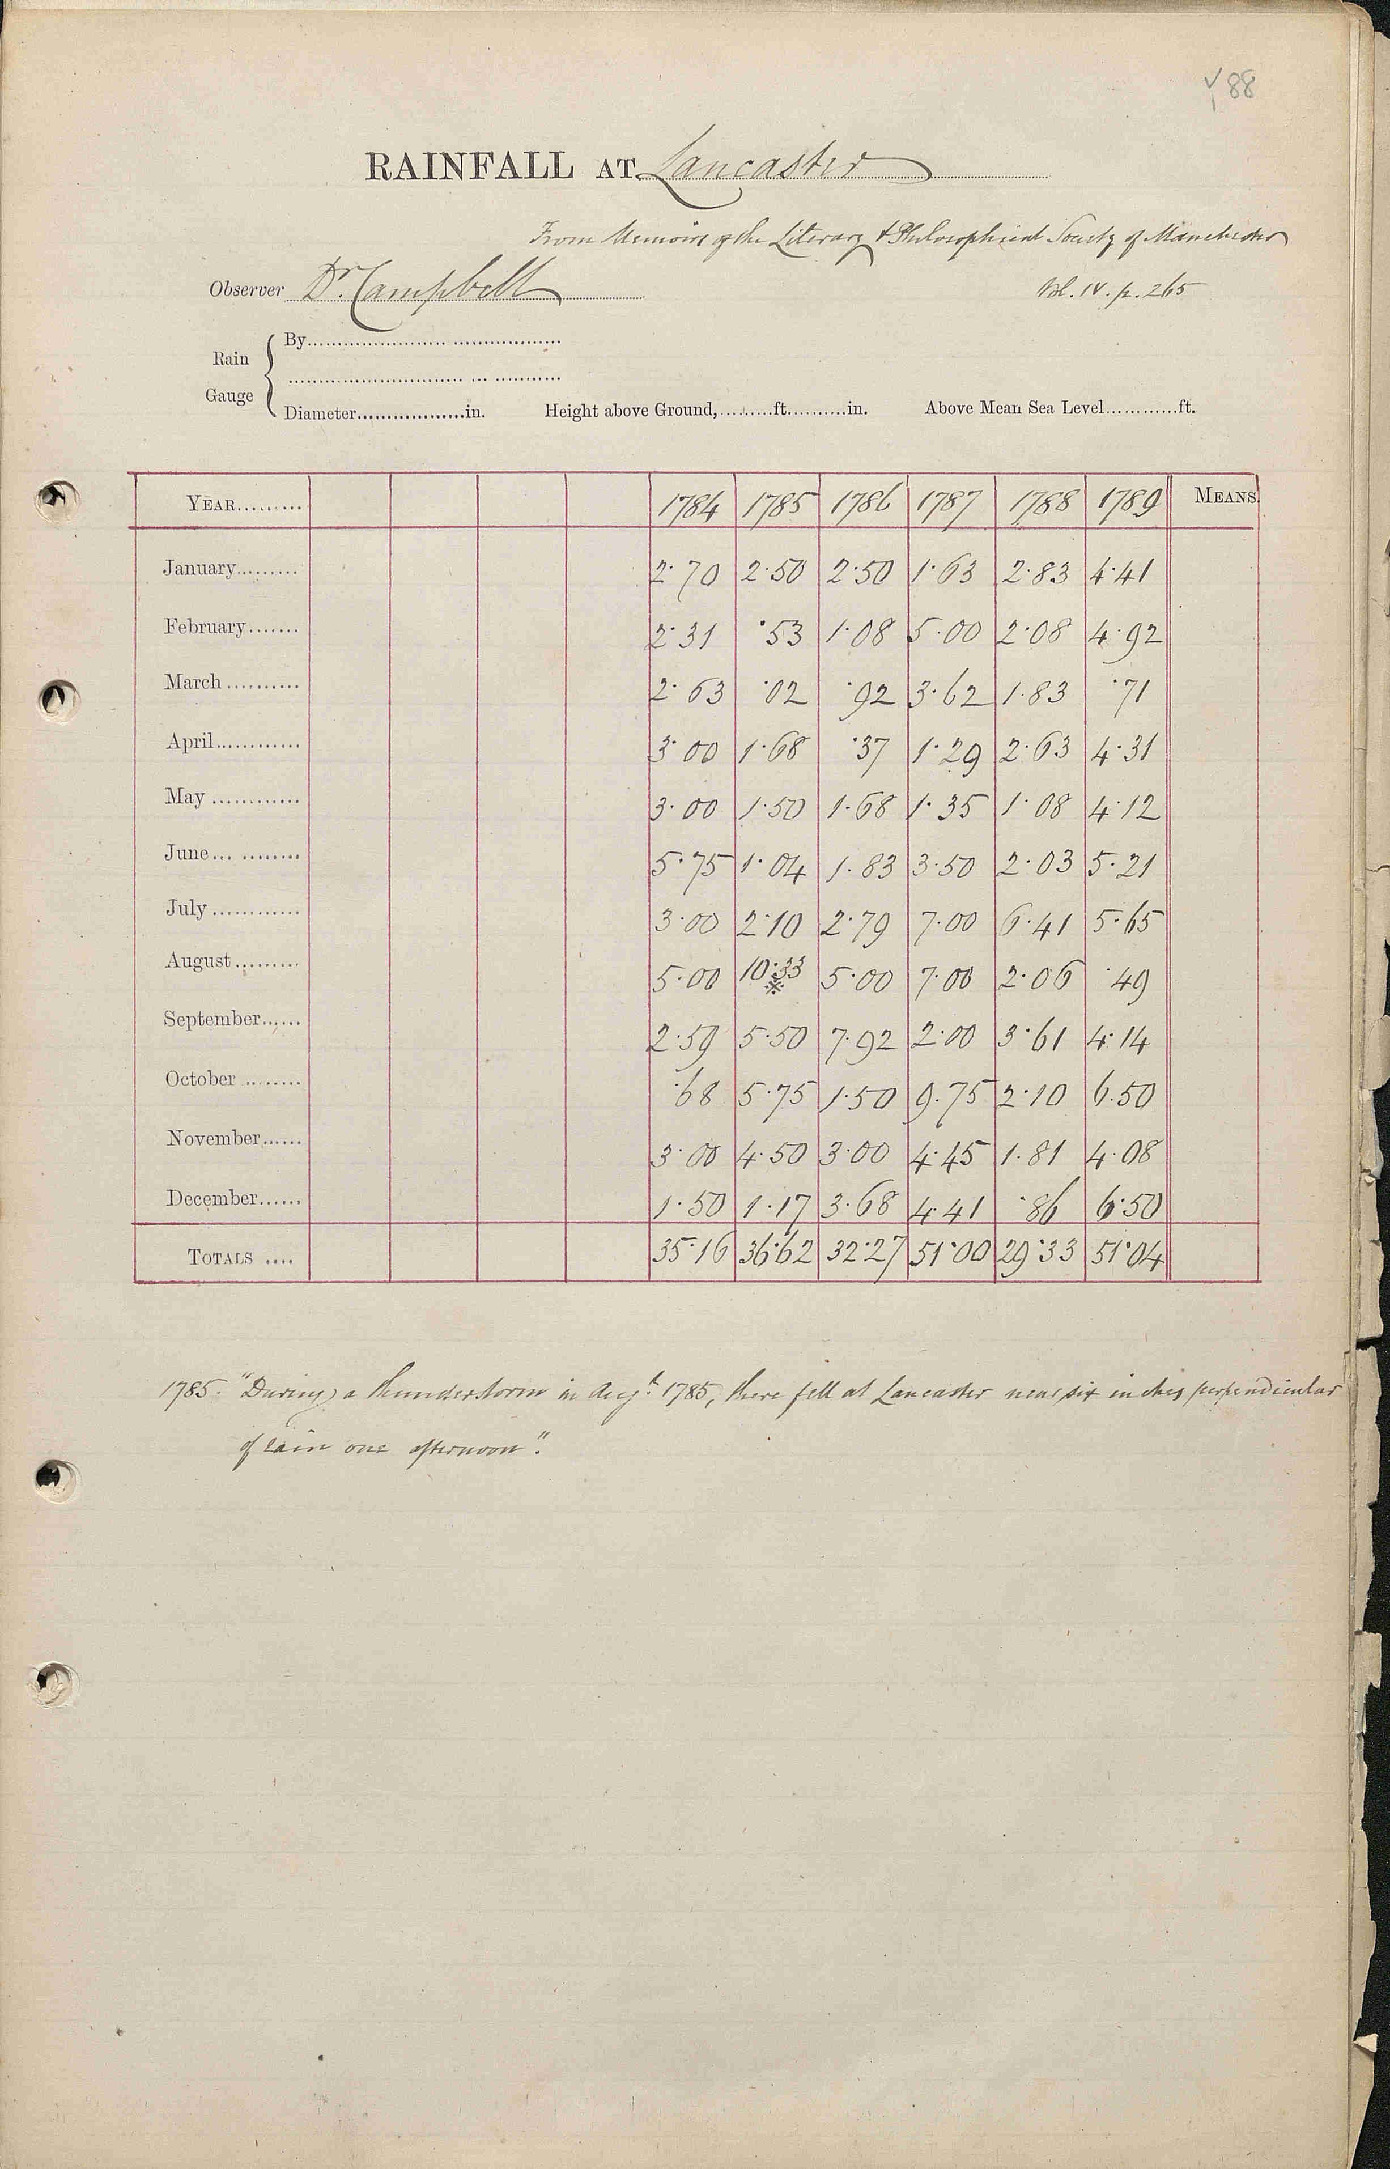 √ 88
RAINFALL AT Lancaster
From Memoirs of the Literary & Philosophical Society of Manchester
Observer Dr. Campbell
Vol. IV. p. 265
Rain Gauge
By
Diameter in. Height above Ground, ft. in. Above Mean Sea Level ft.
YEAR 1784 1785 1786 1787 1788 1789 MEANS.
January 2·70 2·50 2·50 1·63 2·83 4·41
February 2·31 ·53 1·08 5·00 2·08 4·92
March 2·63 ·02 ·92 3·62 1·83 ·71
April 3·00 1·68 ·37 1·29 2·63 4·31
May 3·00 1·50 1·68 1·35 1·08 4·12
June 5·75 1·04 1·83 3·50 2·03 5·21
July 3·00 2·10 2·79 7·00 6·41 5·65
August 5·00 10·33 ※ 5·00 7·00 2·06 ·49
September 2·59 5·50 7·92 2·00 3·61 4·14
October ·68 5·75 1·50 9·75 2·10 6·50
November 3·00 4·50 3·00 4·45 1·81 4·08
December 1·50 1·17 3·68 4·41 ·86 6·50
TOTALS 35·16 36·62 32·27 51·00 29·33 51·04
1785. "During a thunderstorm in Augt. 1785, there fell at Lancaster near six inches perpendicular
of rain one afternoon".